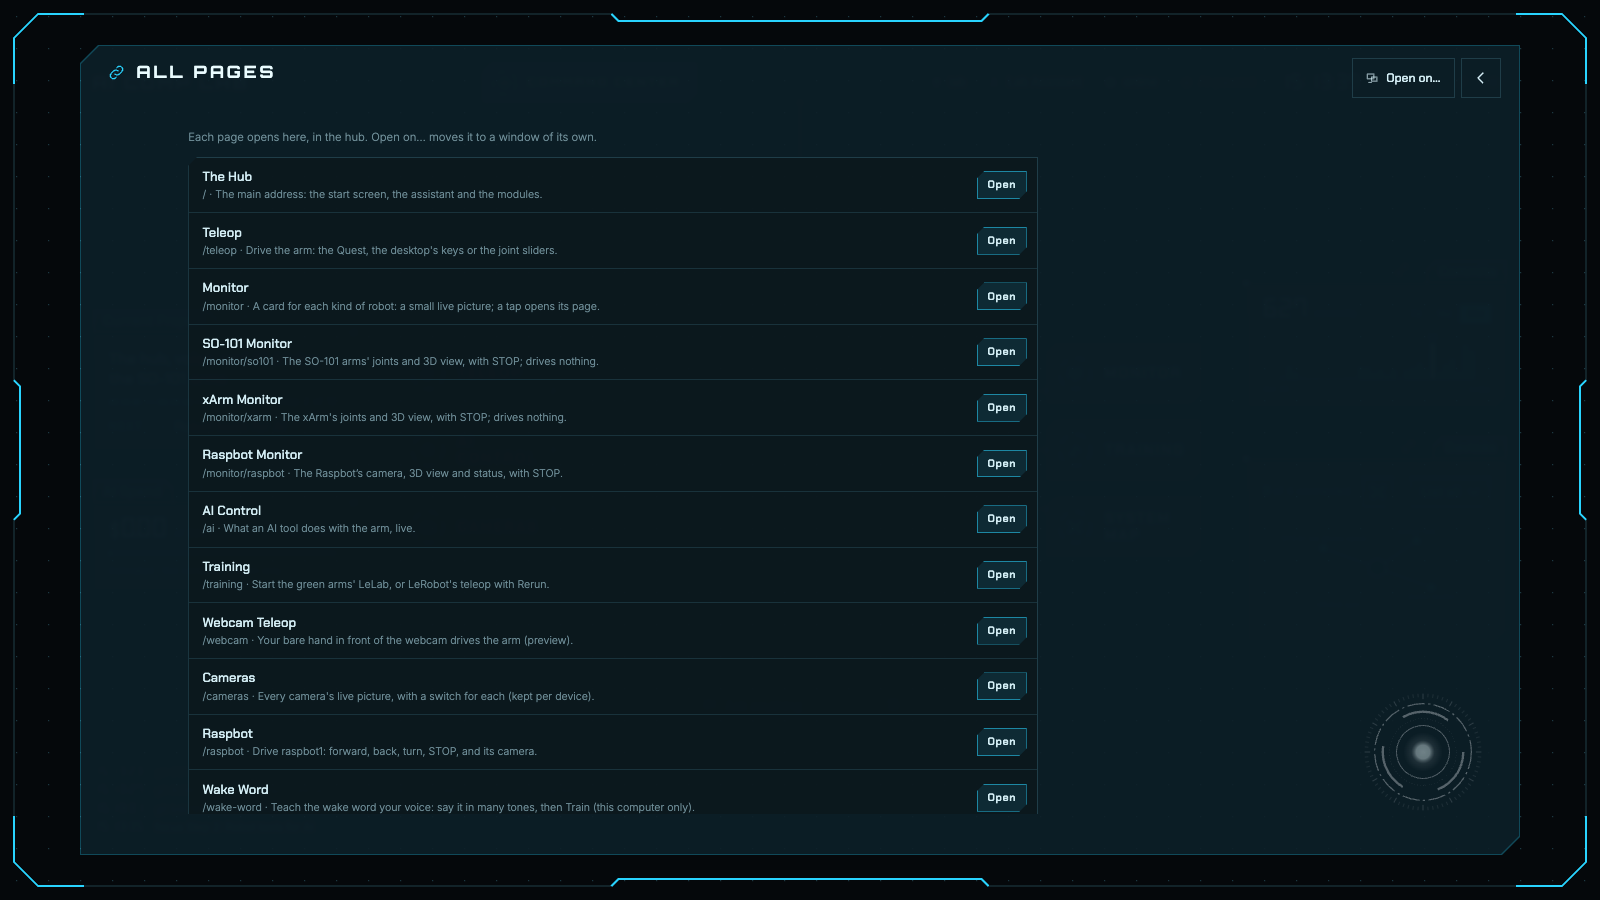 ALL PAGES
Open on...
Each page opens here, in the hub. Open on... moves it to a window of its own.
The Hub
/ · The main address: the start screen, the assistant and the modules.
Open
Teleop
/teleop · Drive the arm: the Quest, the desktop's keys or the joint sliders.
Open
Monitor
/monitor · A card for each kind of robot: a small live picture; a tap opens its page.
Open
SO-101 Monitor
/monitor/so101 · The SO-101 arms' joints and 3D view, with STOP; drives nothing.
Open
xArm Monitor
/monitor/xarm · The xArm's joints and 3D view, with STOP; drives nothing.
Open
Raspbot Monitor
/monitor/raspbot · The Raspbot's camera, 3D view and status, with STOP.
Open
AI Control
/ai · What an AI tool does with the arm, live.
Open
Training
/training · Start the green arms' LeLab, or LeRobot's teleop with Rerun.
Open
Webcam Teleop
/webcam · Your bare hand in front of the webcam drives the arm (preview).
Open
Cameras
/cameras · Every camera's live picture, with a switch for each (kept per device).
Open
Raspbot
/raspbot · Drive raspbot1: forward, back, turn, STOP, and its camera.
Open
Wake Word
/wake-word · Teach the wake word your voice: say it in many tones, then Train (this computer only).
Open